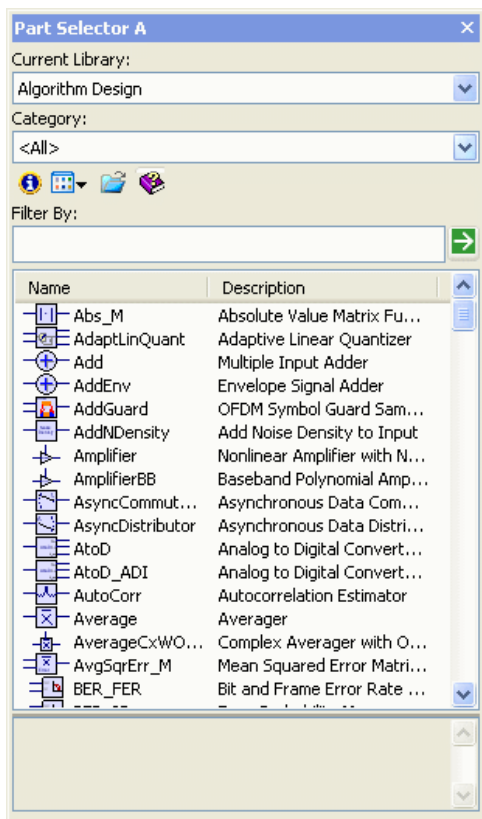 Part Selector A
Current Library:
Algorithm Design
Category:
<All>
Filter By:
Name Description
Abs_M Absolute Value Matrix Fu...
AdaptLinQuant Adaptive Linear Quantizer
Add Multiple Input Adder
AddEnv Envelope Signal Adder
AddGuard OFDM Symbol Guard Sam...
AddNDensity Add Noise Density to Input
Amplifier Nonlinear Amplifier with N...
AmplifierBB Baseband Polynomial Amp...
AsyncCommut... Asynchronous Data Com...
AsyncDistributor Asynchronous Data Distri...
AtoD Analog to Digital Convert...
AtoD_ADI Analog to Digital Convert...
AutoCorr Autocorrelation Estimator
Average Averager
AverageCxWO... Complex Averager with O...
AvgSqrErr_M Mean Squared Error Matri...
BER_FER Bit and Frame Error Rate ...